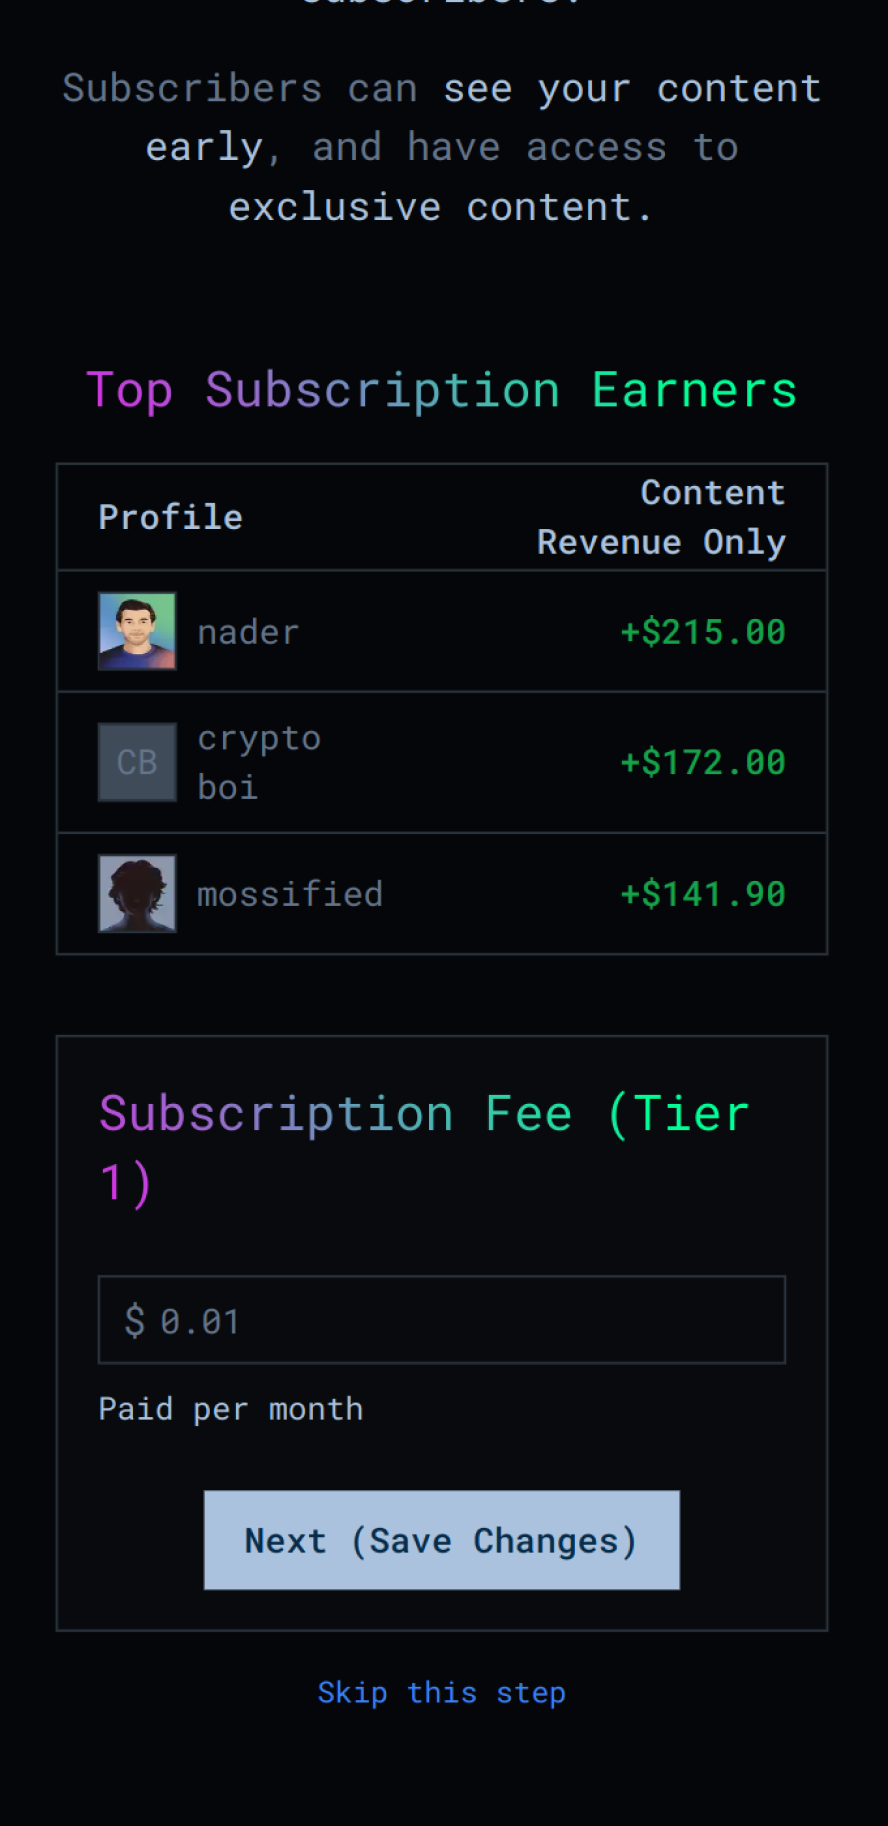 subscribers.
Subscribers can see your content
early, and have access to
exclusive content.
Top Subscription Earners
Profile
Content
Revenue Only
nader
+$215.00
CB
crypto
boi
+$172.00
mossified
+$141.90
Subscription Fee (Tier
1)
$ 0.01
Paid per month
Next (Save Changes)
Skip this step